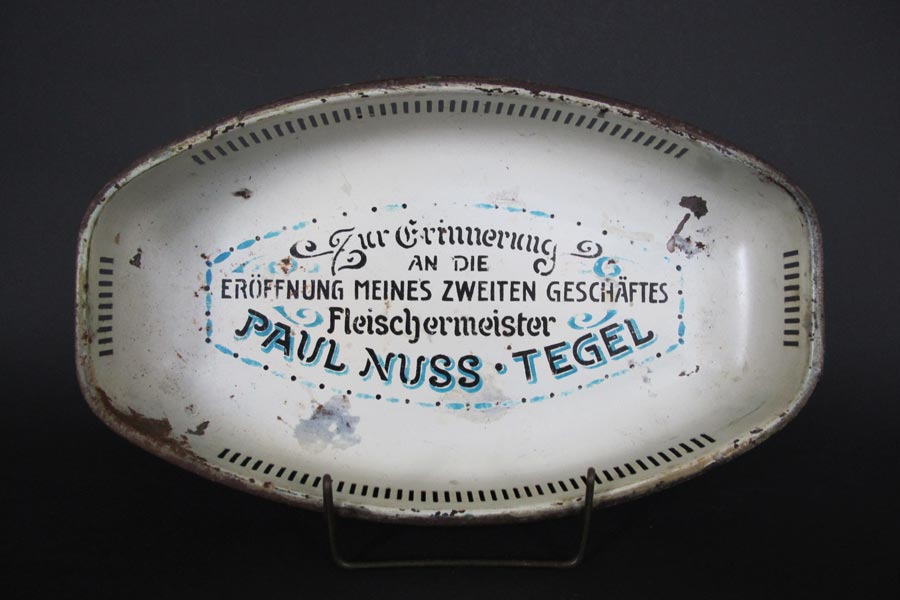 Zur Erinnerung
AN DIE
ERÖFFNUNG MEINES ZWEITEN GESCHÄFTES
Fleischermeister
PAUL NUSS · TEGEL